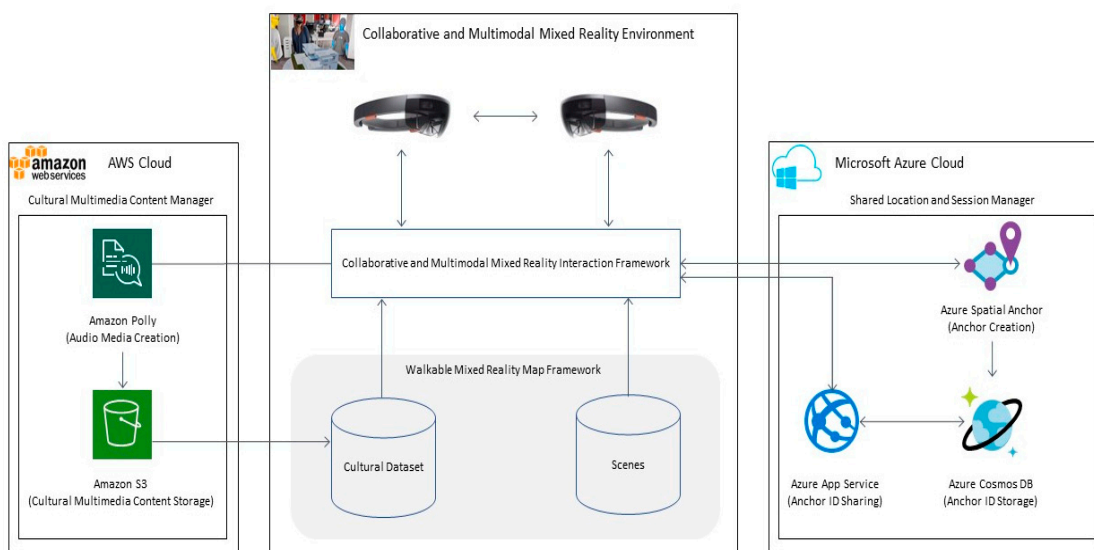 Collaborative and Multimodal Mixed Reality Environment
amazon
webservices
AWS Cloud
Cultural Multimedia Content Manager
Amazon Polly
(Audio Media Creation)
Amazon S3
(Cultural Multimedia Content Storage)
Collaborative and Multimodal Mixed Reality Interaction Framework
Walkable Mixed Reality Map Framework
Cultural Dataset
Scenes
Microsoft Azure Cloud
Shared Location and Session Manager
Azure Spatial Anchor
(Anchor Creation)
Azure App Service
(Anchor ID Sharing)
Azure Cosmos DB
(Anchor ID Storage)